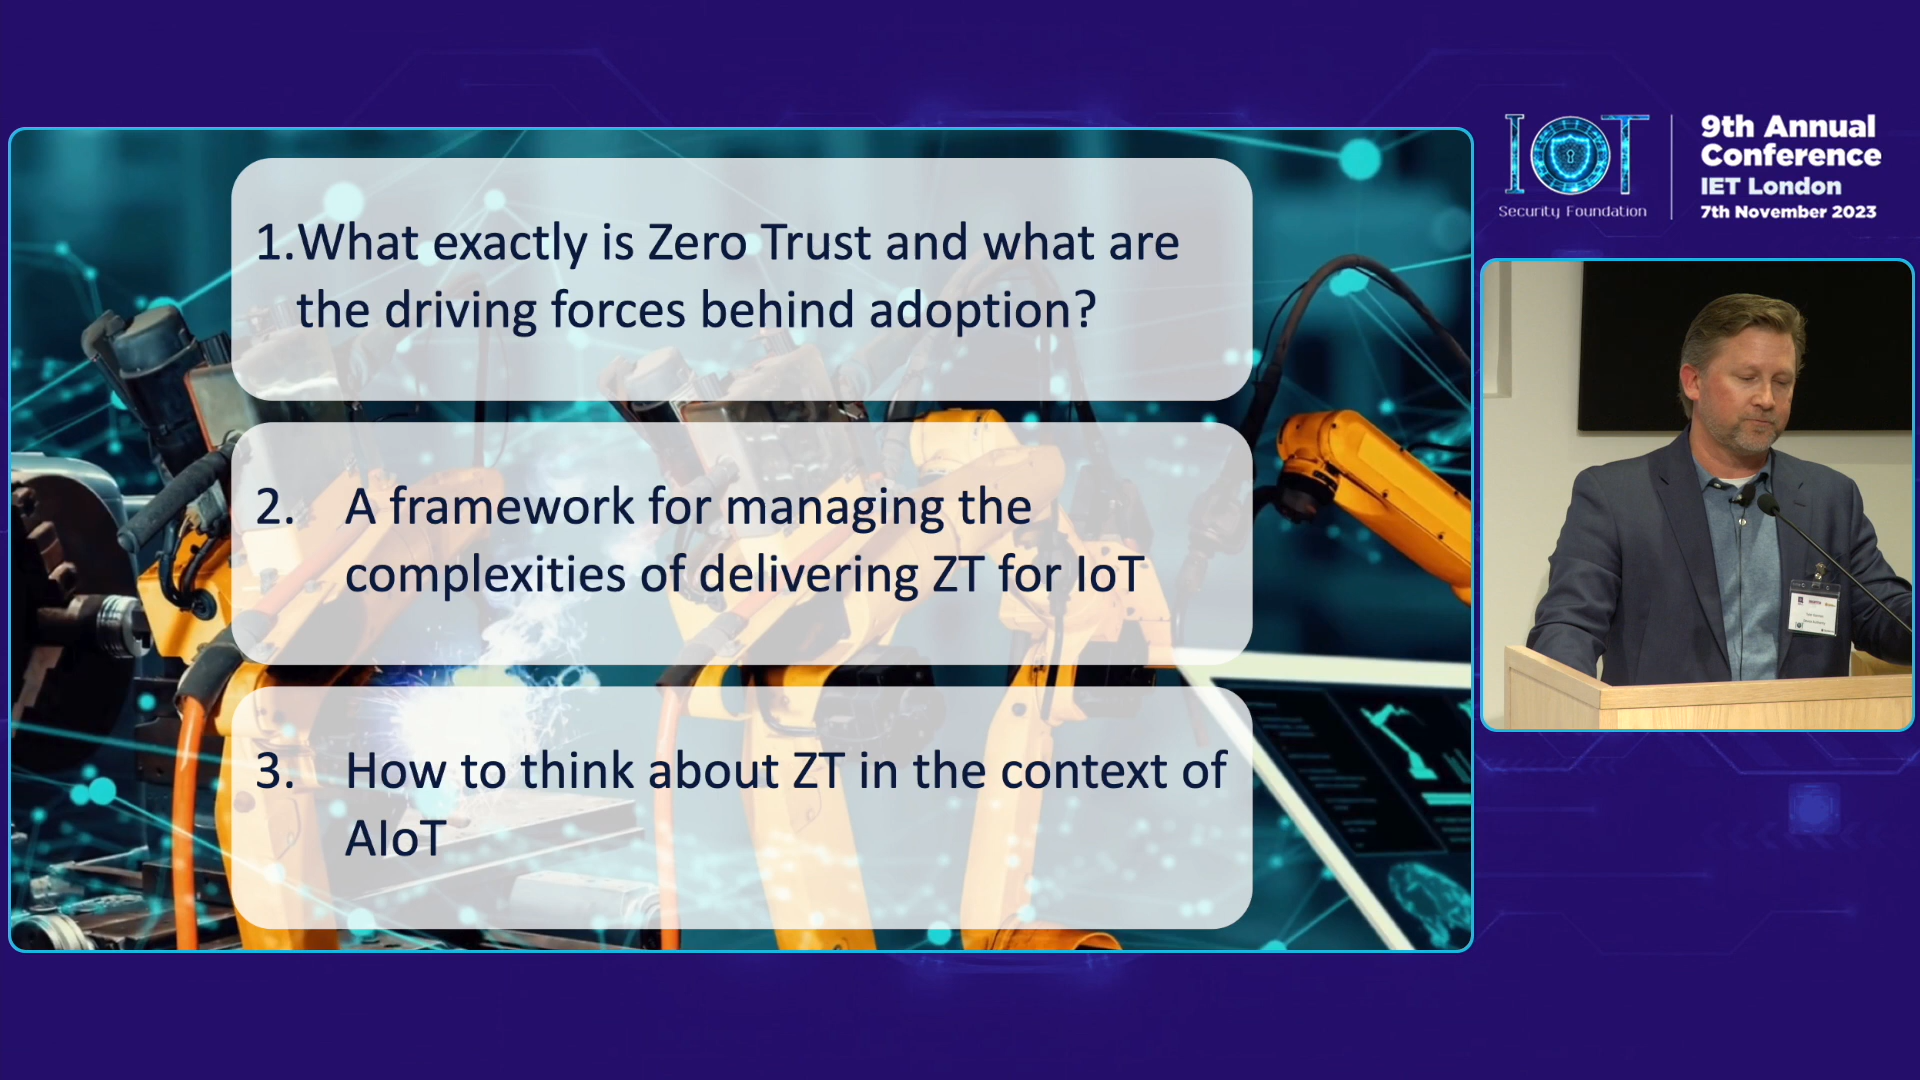 1.What exactly is Zero Trust and what are
the driving forces behind adoption?
2. A framework for managing the
complexities of delivering ZT for IoT
3. How to think about ZT in the context of
AIoT
IOT
Security Foundation
9th Annual
Conference
IET London
7th November 2023